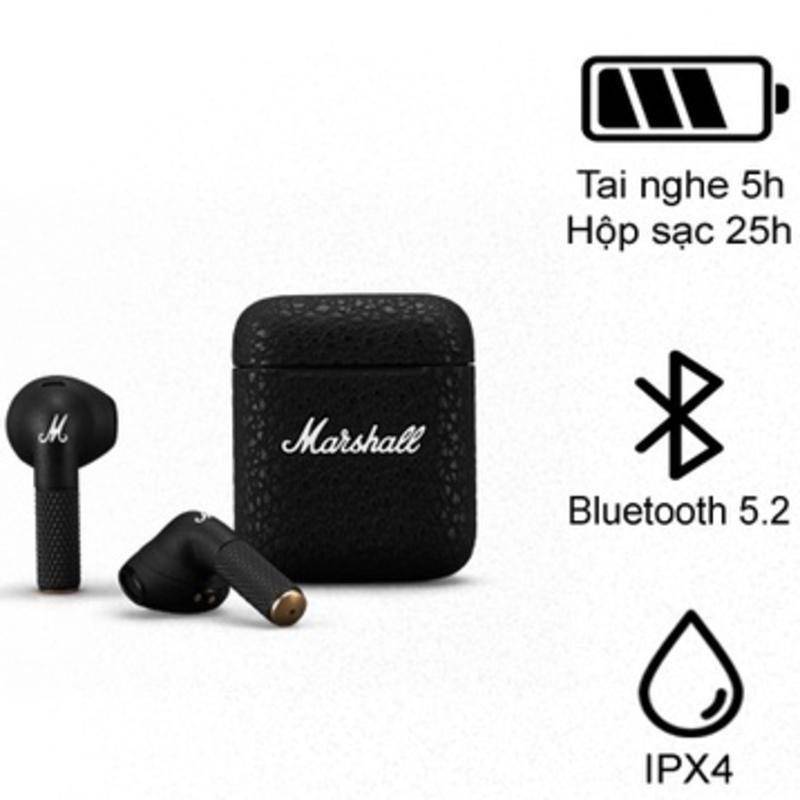 Tai nghe 5h
Hộp sạc 25h
M
Marshall
Bluetooth 5.2
IPX4